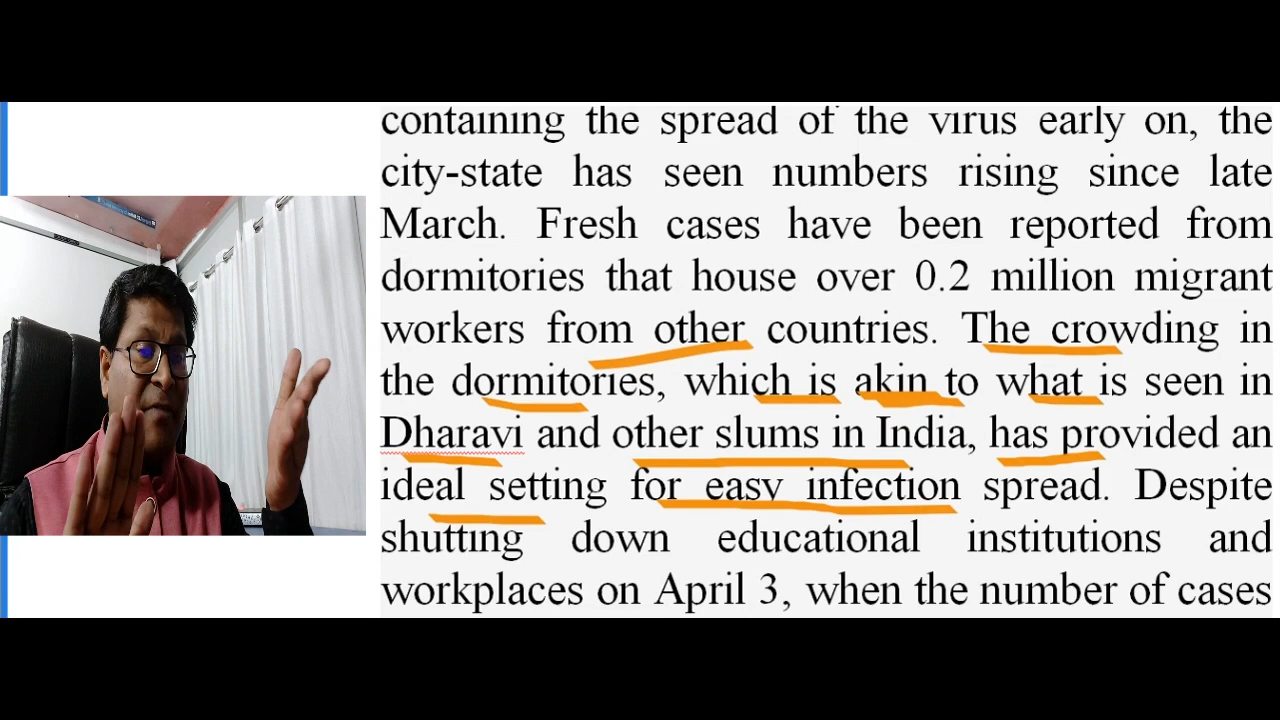 containing the spread of the virus early on, the
city-state has seen numbers rising since late
March. Fresh cases have been reported from
dormitories that house over 0.2 million migrant
workers from other countries. The crowding in
the dormitories, which is akin to what is seen in
Dharavi and other slums in India, has provided an
ideal setting for easy infection spread. Despite
shutting down educational institutions and
workplaces on April 3, when the number of cases